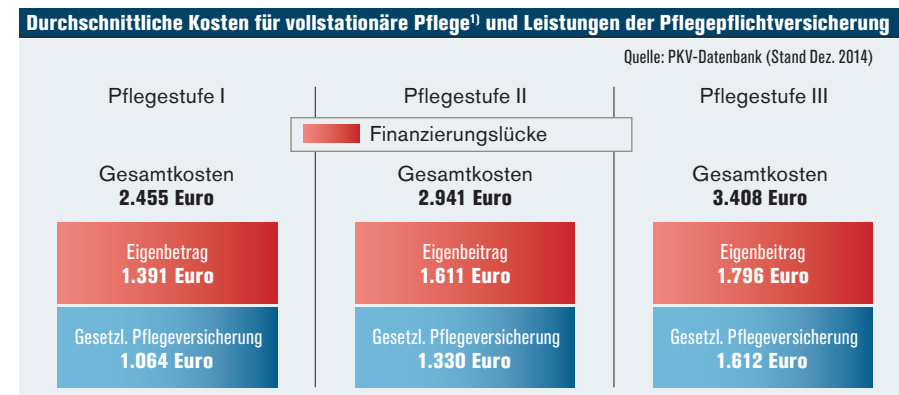 Durchschnittliche Kosten für vollstationäre Pflege¹⁾ und Leistungen der Pflegepflichtversicherung
Quelle: PKV-Datenbank (Stand Dez. 2014)
Pflegestufe I
Pflegestufe II
Pflegestufe III
Finanzierungslücke
Gesamtkosten
2.455 Euro
Gesamtkosten
2.941 Euro
Gesamtkosten
3.408 Euro
Eigenbetrag
1.391 Euro
Eigenbeitrag
1.611 Euro
Eigenbeitrag
1.796 Euro
Gesetzl. Pflegeversicherung
1.064 Euro
Gesetzl. Pflegeversicherung
1.330 Euro
Gesetzl. Pflegeversicherung
1.612 Euro